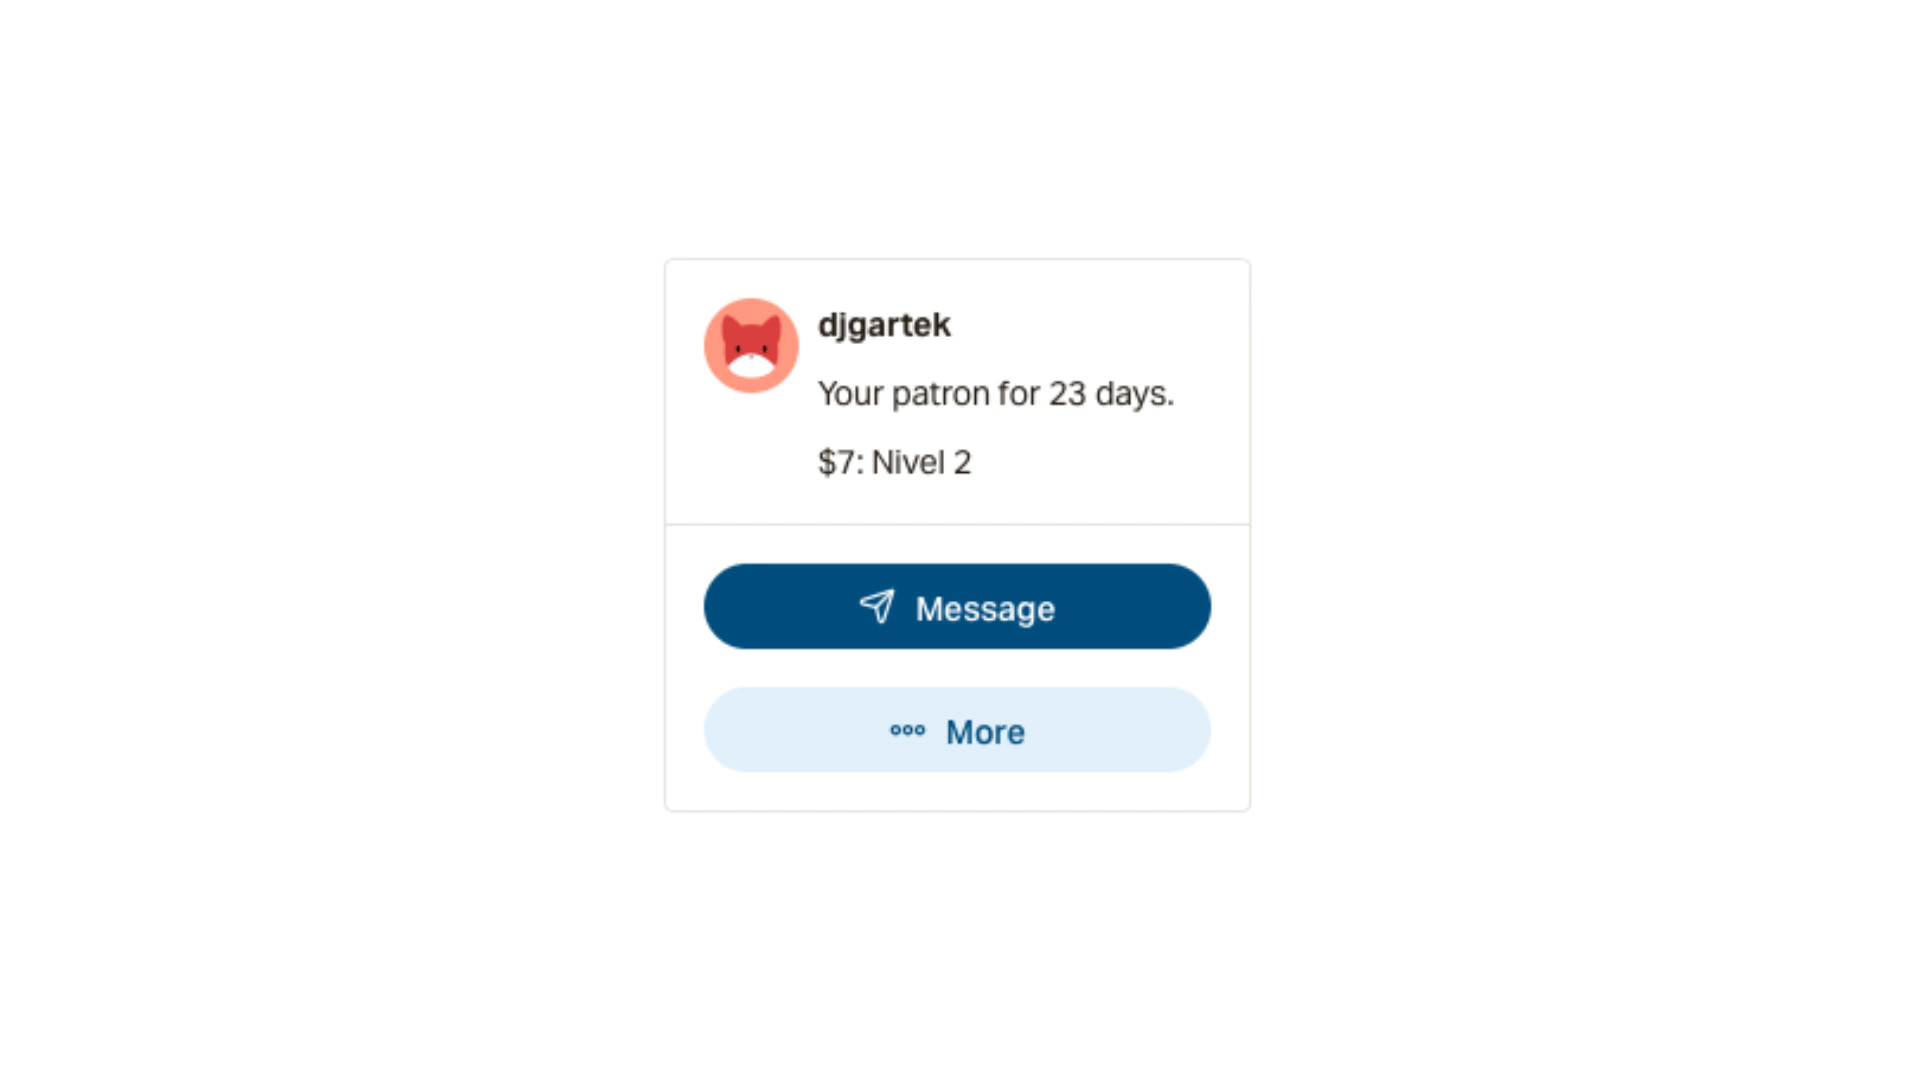 djgartek
Your patron for 23 days.
$7: Nivel 2
Message
More